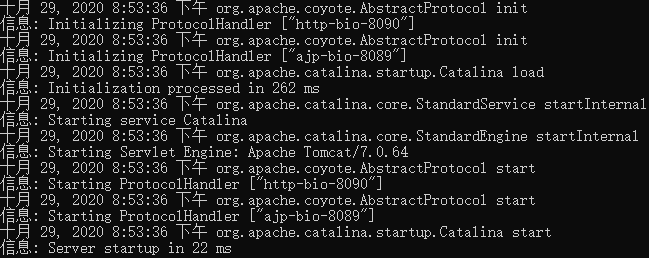 十月 29, 2020 8:53:36 下午 org.apache.coyote.AbstractProtocol init
信息: Initializing ProtocolHandler ["http-bio-8090"]
十月 29, 2020 8:53:36 下午 org.apache.coyote.AbstractProtocol init
信息: Initializing ProtocolHandler ["ajp-bio-8089"]
十月 29, 2020 8:53:36 下午 org.apache.catalina.startup.Catalina load
信息: Initialization processed in 262 ms
十月 29, 2020 8:53:36 下午 org.apache.catalina.core.StandardService startInternal
信息: Starting service Catalina
十月 29, 2020 8:53:36 下午 org.apache.catalina.core.StandardEngine startInternal
信息: Starting Servlet Engine: Apache Tomcat/7.0.64
十月 29, 2020 8:53:36 下午 org.apache.coyote.AbstractProtocol start
信息: Starting ProtocolHandler ["http-bio-8090"]
十月 29, 2020 8:53:36 下午 org.apache.coyote.AbstractProtocol start
信息: Starting ProtocolHandler ["ajp-bio-8089"]
十月 29, 2020 8:53:36 下午 org.apache.catalina.startup.Catalina start
信息: Server startup in 22 ms